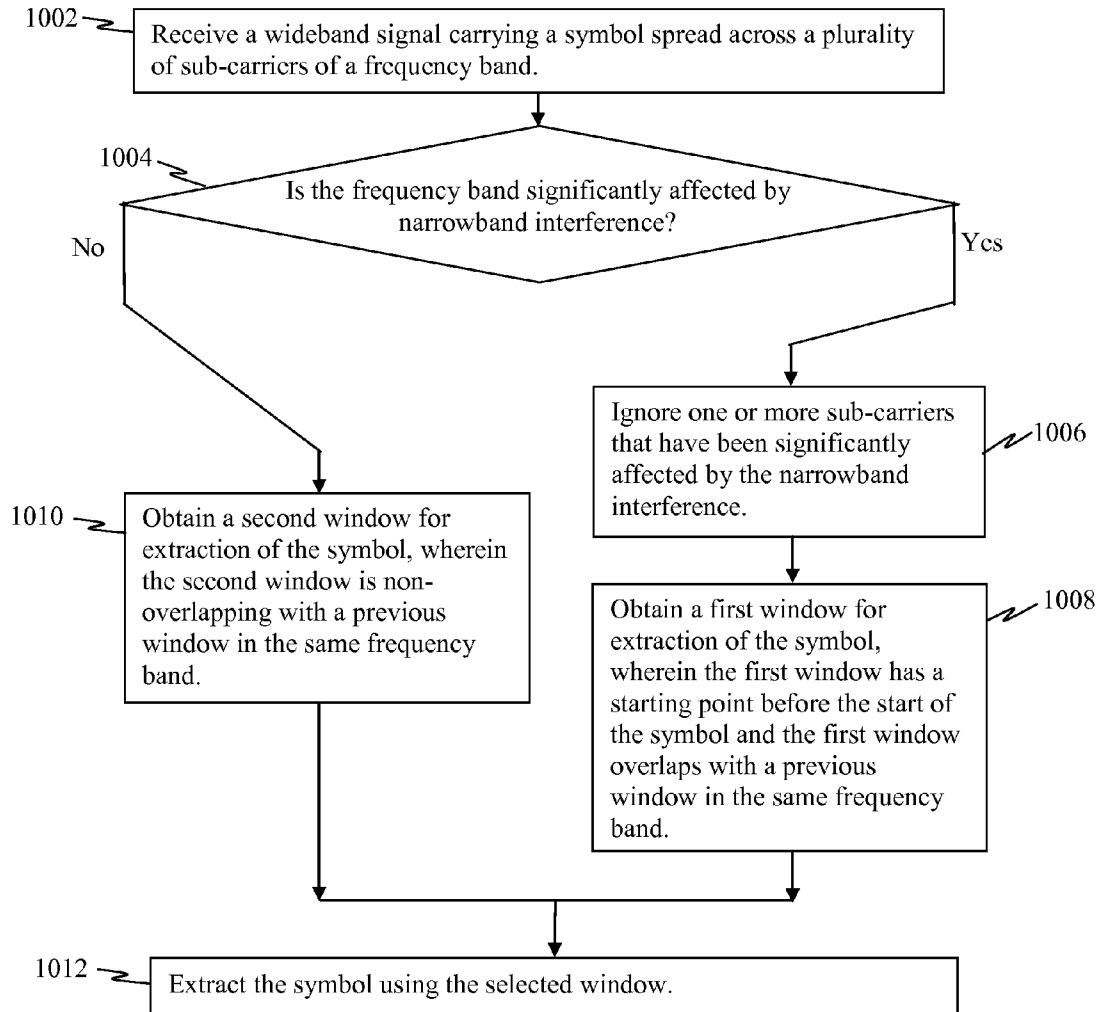 1002
Receive a wideband signal carrying a symbol spread across a plurality
of sub-carriers of a frequency band.
1004
Is the frequency band significantly affected by
narrowband interference?
No
Yes
Ignore one or more sub-carriers
that have been significantly
affected by the narrowband
interference.
1006
1010
Obtain a second window for
extraction of the symbol, wherein
the second window is non-
overlapping with a previous
window in the same frequency
band.
Obtain a first window for
extraction of the symbol,
wherein the first window has a
starting point before the start of
the symbol and the first window
overlaps with a previous
window in the same frequency
band.
1008
1012
Extract the symbol using the selected window.